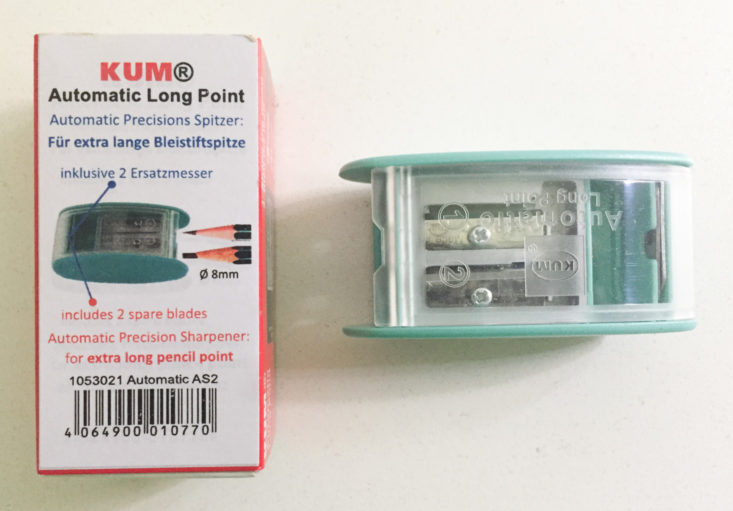 KUM®
Automatic Long Point
Automatic Precisions Spitzer:
Für extra lange Bleistiftspitze
inklusive 2 Ersatzmesser
Ø 8mm
includes 2 spare blades
Automatic Precision Sharpener:
for extra long pencil point
1053021 Automatic AS2
4 064900 010770
Automatic
Long Point
1
2
KUM®